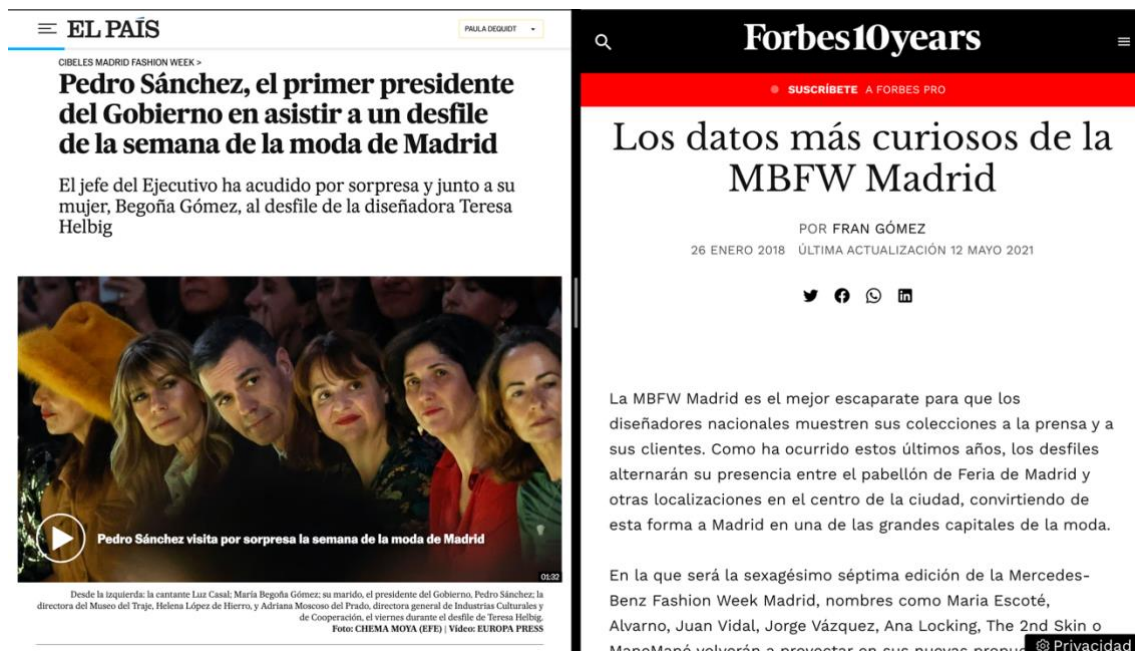 EL PAÍS
PAULA DEQUIDT
CIBELES MADRID FASHION WEEK >
Pedro Sánchez, el primer presidente
del Gobierno en asistir a un desfile
de la semana de la moda de Madrid
El jefe del Ejecutivo ha acudido por sorpresa y junto a su
mujer, Begoña Gómez, al desfile de la diseñadora Teresa
Helbig
Pedro Sánchez visita por sorpresa la semana de la moda de Madrid
01:32
Desde la izquierda: la cantante Luz Casal; María Begoña Gómez; su marido, el presidente del Gobierno, Pedro Sánchez; la
directora del Museo del Traje, Helena López de Hierro, y Adriana Moscoso del Prado, directora general de Industrias Culturales y
de Cooperación, el viernes durante el desfile de Teresa Helbig.
Foto: CHEMA MOYA (EFE) | Vídeo: EUROPA PRESS
Forbes10years
SUSCRÍBETE A FORBES PRO
Los datos más curiosos de la
MBFW Madrid
POR FRAN GÓMEZ
26 ENERO 2018 ÚLTIMA ACTUALIZACIÓN 12 MAYO 2021
La MBFW Madrid es el mejor escaparate para que los
diseñadores nacionales muestren sus colecciones a la prensa y a
sus clientes. Como ha ocurrido estos últimos años, los desfiles
alternarán su presencia entre el pabellón de Feria de Madrid y
otras localizaciones en el centro de la ciudad, convirtiendo de
esta forma a Madrid en una de las grandes capitales de la moda.
En la que será la sexagésimo séptima edición de la Mercedes-
Benz Fashion Week Madrid, nombres como Maria Escoté,
Alvarno, Juan Vidal, Jorge Vázquez, Ana Locking, The 2nd Skin o
ManeMané volverán a proyectar en sus nuevas
Privacidad